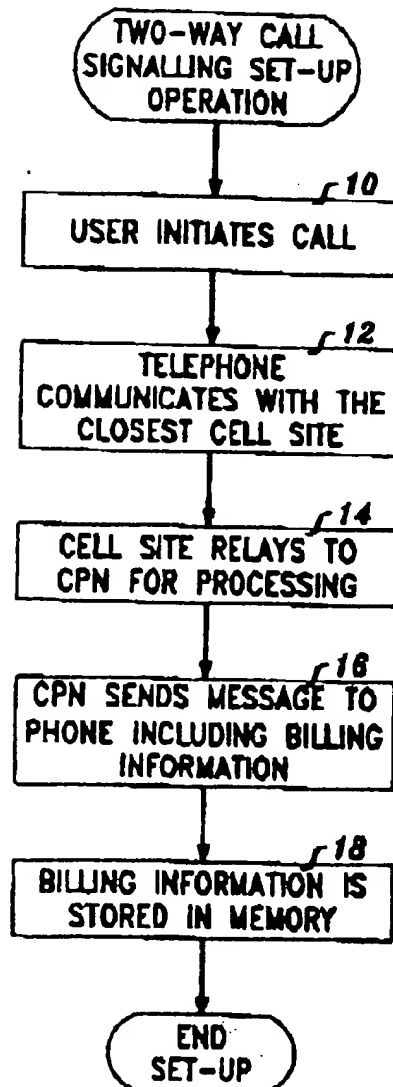 TWO-WAY CALL
SIGNALLING SET-UP
OPERATION
10
USER INITIATES CALL
12
TELEPHONE
COMMUNICATES WITH THE
CLOSEST CELL SITE
14
CELL SITE RELAYS TO
CPN FOR PROCESSING
16
CPN SENDS MESSAGE TO
PHONE INCLUDING BILLING
INFORMATION
18
BILLING INFORMATION IS
STORED IN MEMORY
END
SET-UP